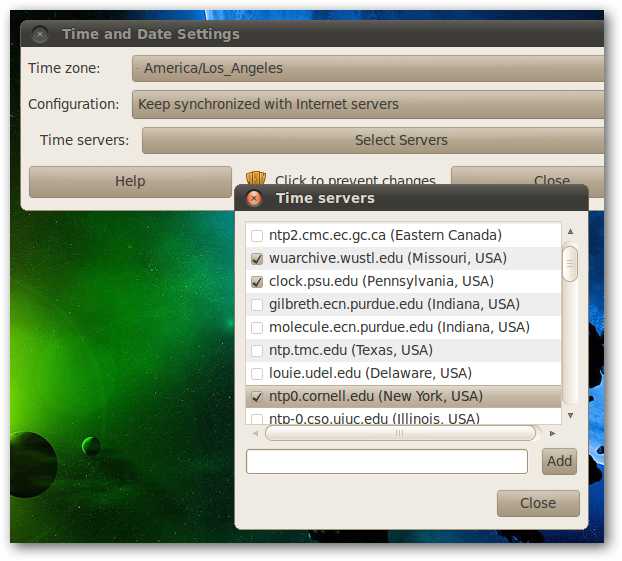 Time and Date Settings
Time zone: America/Los_Angeles
Configuration: Keep synchronized with Internet servers
Time servers: Select Servers
Help Click to prevent changes Close
Time servers
ntp2.cmc.ec.gc.ca (Eastern Canada)
wuarchive.wustl.edu (Missouri, USA)
clock.psu.edu (Pennsylvania, USA)
gilbreth.ecn.purdue.edu (Indiana, USA)
molecule.ecn.purdue.edu (Indiana, USA)
ntp.tmc.edu (Texas, USA)
louie.udel.edu (Delaware, USA)
ntp0.cornell.edu (New York, USA)
ntp-0.cso.uiuc.edu (Illinois, USA)
Add
Close